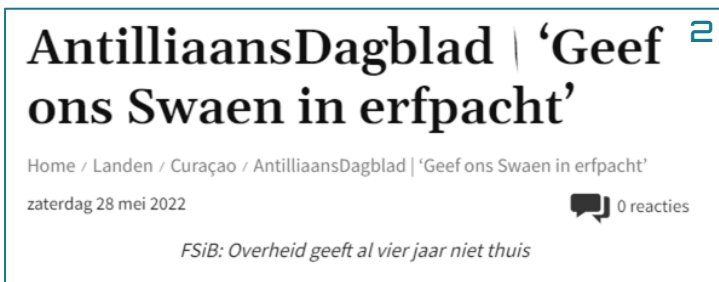 AntilliaansDagblad | ‘Geef
2
ons Swaen in erfpacht’
Home / Landen / Curaçao / AntilliaansDagblad | ‘Geef ons Swaen in erfpacht’
zaterdag 28 mei 2022
0 reacties
FSiB: Overheid geeft al vier jaar niet thuis